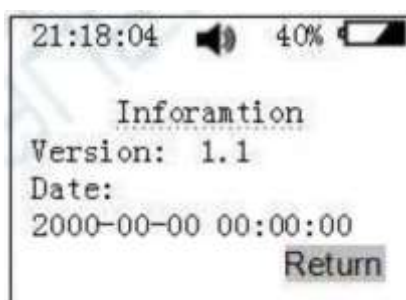 21:18:04 40%
Inforamtion
Version: 1.1
Date:
2000-00-00 00:00:00
Return